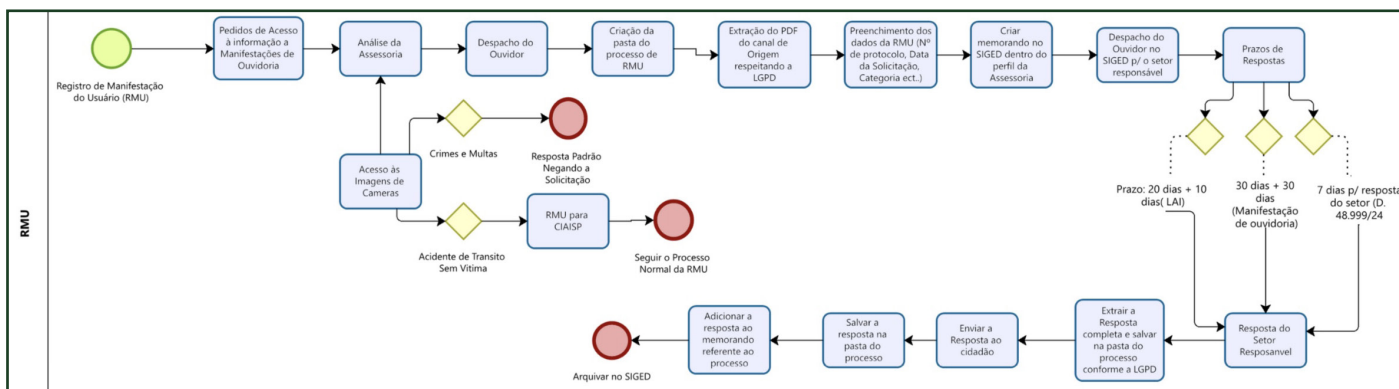 RMU
Registro de Manifestação
do Usuário (RMU)
Pedidos de Acesso
à informação a
Manifestações de
Ouvidoria
Análise da
Assessoria
Despacho do
Ouvidor
Criação da
pasta do
processo de
RMU
Extração do PDF
do canal de
Origem
respeitando a
LGPD
Preenchimento dos
dados da RMU (Nº
de protocolo, Data
da Solicitação,
Categoria ect..)
Criar
memorando no
SIGED dentro do
perfil da
Assessoria
Despacho do
Ouvidor no
SIGED p/ o setor
responsável
Prazos de
Respostas
Acesso às
Imagens de
Cameras
Crimes e Multas
Resposta Padrão
Negando a
Solicitação
Acidente de Transito
Sem Vitima
RMU para
CIAISP
Seguir o Processo
Normal da RMU
Prazo: 20 dias + 10
dias( LAI)
30 dias + 30
dias
(Manifestação
de ouvidoria)
7 dias p/ resposta
do setor (D.
48.999/24
Resposta do
Setor
Resposanvel
Extrair a
Resposta
completa e salvar
na pasta do
processo
conforme a LGPD
Enviar a
Resposta ao
cidadão
Salvar a
resposta na
pasta do
processo
Adicionar a
resposta ao
memorando
referente ao
processo
Arquivar no SIGED